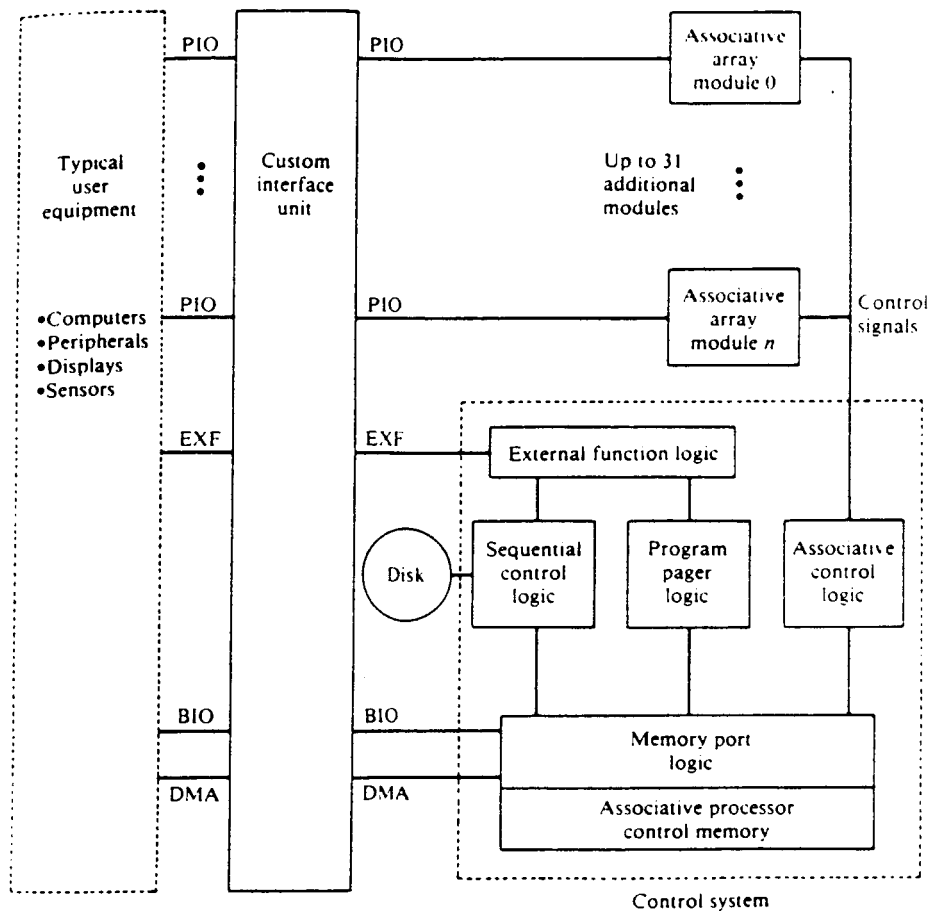 PIO
PIO
Associative
array
module 0
Typical
user
equipment
Custom
interface
unit
Up to 31
additional
modules
PIO
PIO
Associative
array
module n
Control
signals
•Computers
•Peripherals
•Displays
•Sensors
EXF
EXF
External function logic
Disk
Sequential
control
logic
Program
pager
logic
Associative
control
logic
BIO
BIO
Memory port
logic
DMA
DMA
Associative processor
control memory
Control system